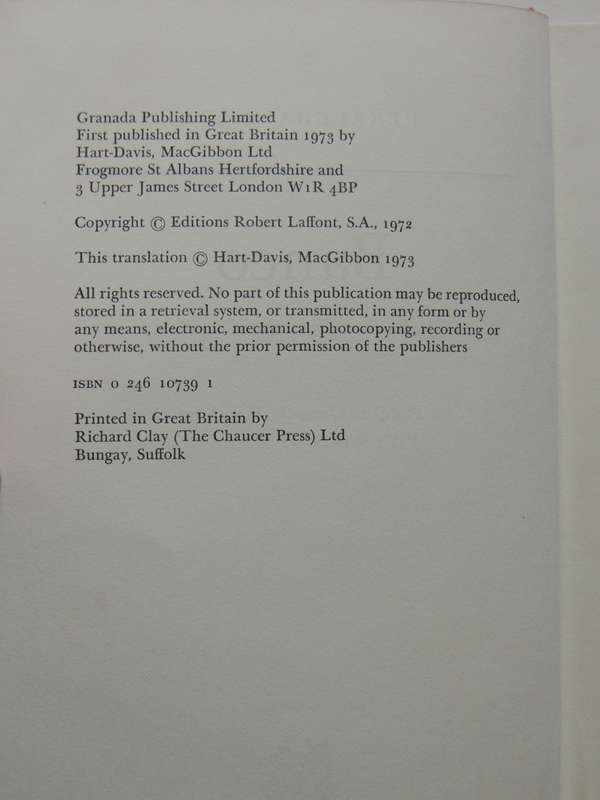 Granada Publishing Limited
First published in Great Britain 1973 by
Hart-Davis, MacGibbon Ltd
Frogmore St Albans Hertfordshire and
3 Upper James Street London W1R 4BP
Copyright © Editions Robert Laffont, S.A., 1972
This translation © Hart-Davis, MacGibbon 1973
All rights reserved. No part of this publication may be reproduced,
stored in a retrieval system, or transmitted, in any form or by
any means, electronic, mechanical, photocopying, recording or
otherwise, without the prior permission of the publishers
ISBN 0 246 10739 1
Printed in Great Britain by
Richard Clay (The Chaucer Press) Ltd
Bungay, Suffolk